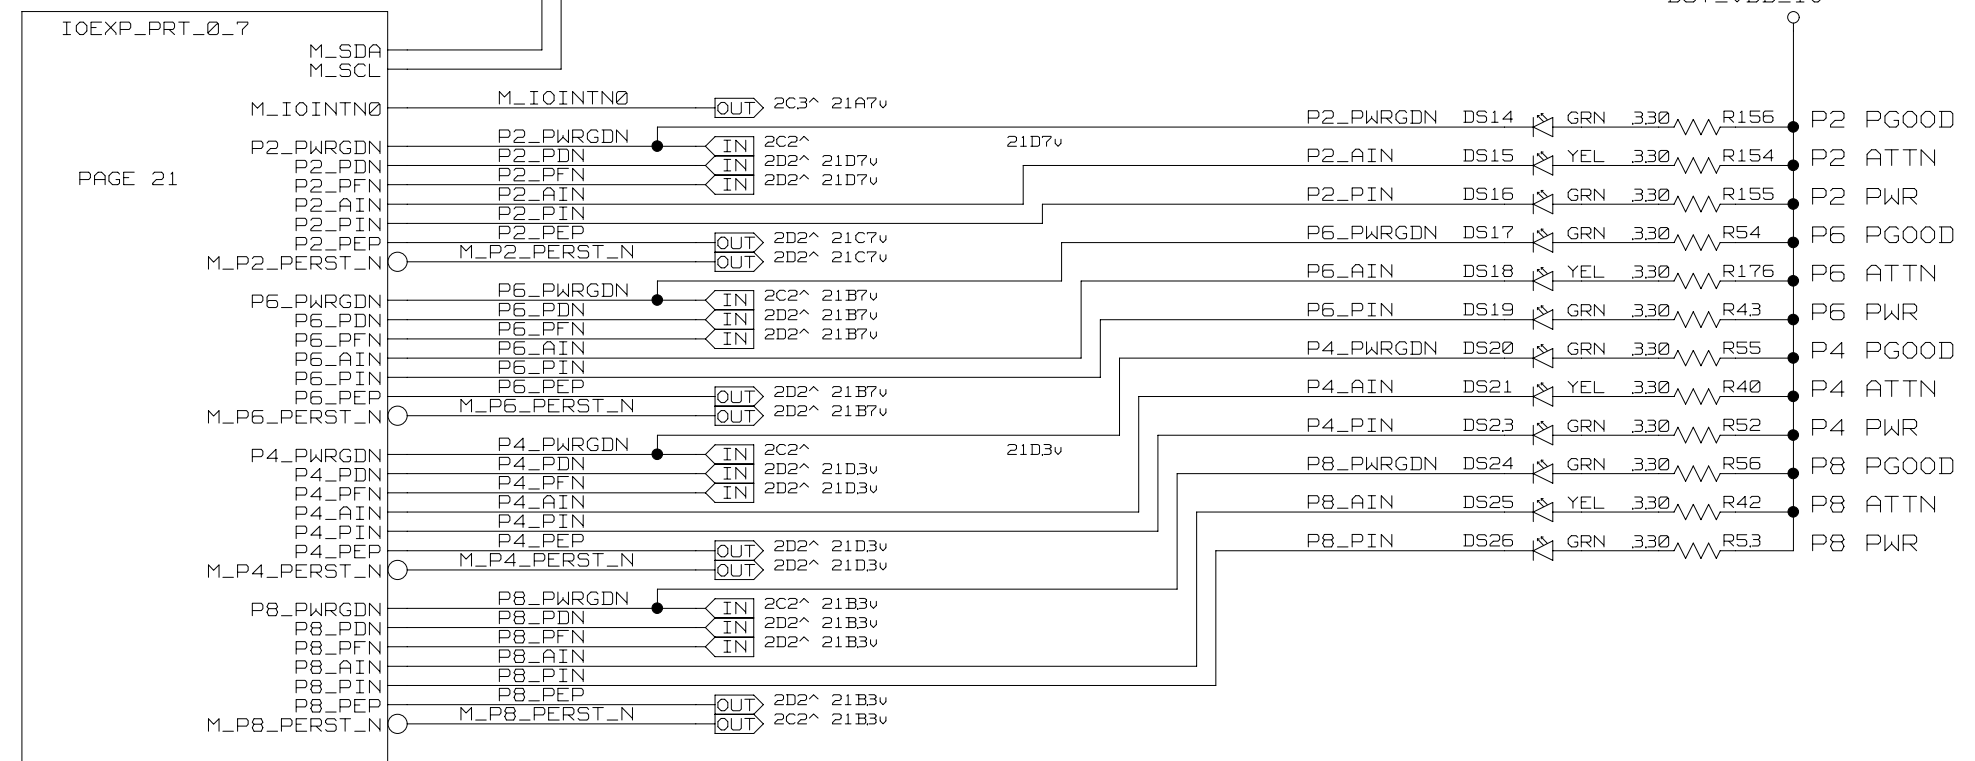 IOEXP_PRT_0_7
M_SDA
M_SCL
M_IOINTN0 M_IOINTN0 OUT 2C3^ 21A7v
P2_PWRGDN P2_PWRGDN IN 2C2^ 21D7v
P2_PDN P2_PDN IN 2D2^ 21D7v
P2_PFN P2_PFN IN 2D2^ 21D7v
PAGE 21
P2_AIN P2_AIN
P2_PIN P2_PIN
P2_PEP P2_PEP OUT 2D2^ 21C7v
M_P2_PERST_N M_P2_PERST_N OUT 2D2^ 21C7v
P6_PWRGDN P6_PWRGDN IN 2C2^ 21B7v
P6_PDN P6_PDN IN 2D2^ 21B7v
P6_PFN P6_PFN IN 2D2^ 21B7v
P6_AIN P6_AIN
P6_PIN P6_PIN
P6_PEP P6_PEP OUT 2D2^ 21B7v
M_P6_PERST_N M_P6_PERST_N OUT 2D2^ 21B7v
P4_PWRGDN P4_PWRGDN IN 2C2^ 21D3v
P4_PDN P4_PDN IN 2D2^ 21D3v
P4_PFN P4_PFN IN 2D2^ 21D3v
P4_AIN P4_AIN
P4_PIN P4_PIN
P4_PEP P4_PEP OUT 2D2^ 21D3v
M_P4_PERST_N M_P4_PERST_N OUT 2D2^ 21D3v
P8_PWRGDN P8_PWRGDN IN 2C2^ 21B3v
P8_PDN P8_PDN IN 2D2^ 21B3v
P8_PFN P8_PFN IN 2D2^ 21B3v
P8_AIN P8_AIN
P8_PIN P8_PIN
P8_PEP P8_PEP OUT 2D2^ 21B3v
M_P8_PERST_N M_P8_PERST_N OUT 2C2^ 21B3v
P2_PWRGDN DS14 GRN 330 R156 P2 PGOOD
P2_AIN DS15 YEL 330 R154 P2 ATTN
P2_PIN DS16 GRN 330 R155 P2 PWR
P6_PWRGDN DS17 GRN 330 R54 P6 PGOOD
P6_AIN DS18 YEL 330 R176 P6 ATTN
P6_PIN DS19 GRN 330 R43 P6 PWR
P4_PWRGDN DS20 GRN 330 R55 P4 PGOOD
P4_AIN DS21 YEL 330 R40 P4 ATTN
P4_PIN DS23 GRN 330 R52 P4 PWR
P8_PWRGDN DS24 GRN 330 R56 P8 PGOOD
P8_AIN DS25 YEL 330 R42 P8 ATTN
P8_PIN DS26 GRN 330 R53 P8 PWR